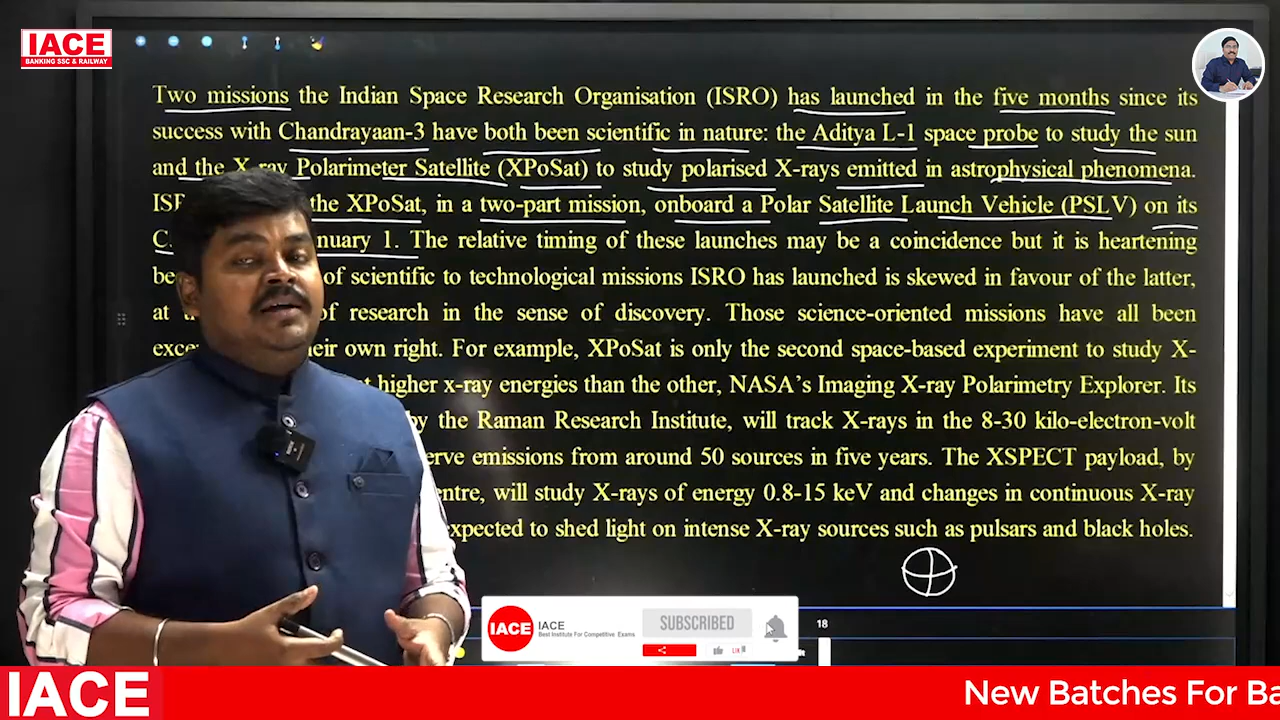 IACE
BANKING SSC & RAILWAY
Two missions the Indian Space Research Organisation (ISRO) has launched in the five months since its
success with Chandrayaan-3 have both been scientific in nature: the Aditya L-1 space probe to study the sun
and the X-ray Polarimeter Satellite (XPoSat) to study polarised X-rays emitted in astrophysical phenomena.
the XPoSat, in a two-part mission, onboard a Polar Satellite Launch Vehicle (PSLV) on its
nuary 1. The relative timing of these launches may be a coincidence but it is heartening
of scientific to technological missions ISRO has launched is skewed in favour of the latter,
at of research in the sense of discovery. Those science-oriented missions have all been
exce heir own right. For example, XPoSat is only the second space-based experiment to study X-
t higher x-ray energies than the other, NASA's Imaging X-ray Polarimetry Explorer. Its
by the Raman Research Institute, will track X-rays in the 8-30 kilo-electron-volt
erve emissions from around 50 sources in five years. The XSPECT payload, by
entre, will study X-rays of energy 0.8-15 keV and changes in continuous X-ray
xpected to shed light on intense X-ray sources such as pulsars and black holes.
IACE
IACE
Best Institute For Competitive Exams
SUBSCRIBED
18
IACE
New Batches For Ba